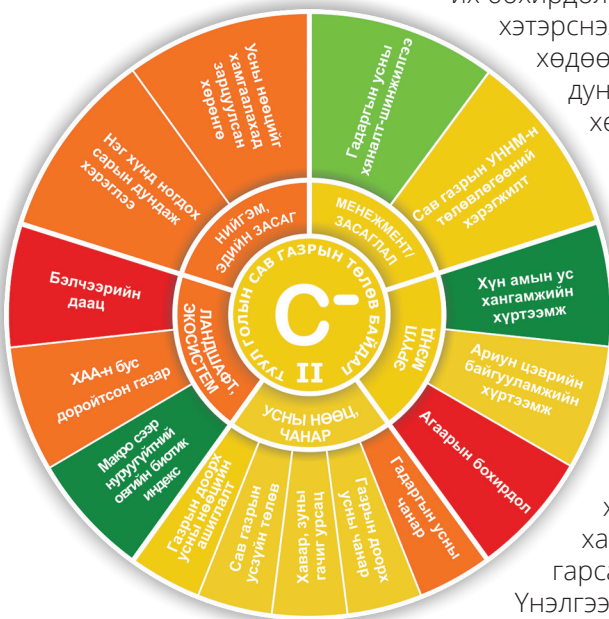 их бохирдол
хэтэрснэ
хөдөө
дун
хө
Усны нөөцийг
хамгаалахад
зарцуулсан
хөрөнгө
Гадаргын усны
хяналт-шинжилгээ
Нэг хүнд ногдох
сарын дундаж
хэрэглээ
Сав газрын УННМ-н
төлөвлөгөөний
хэрэгжилт
НИЙГЭМ,
ЭДИЙН ЗАСАГ
МЕНЕЖМЕНТ/
ЗАСАГЛАЛ
Бэлчээрийн
даац
Хүн амын ус
хангамжийн
хүртээмж
ТУУЛ ГОЛЫН САВ ГАЗРЫН ТӨЛӨВ БАЙДАЛ
C-
II
ЛАНДШАФТ,
ЭКОСИСТЕМ
ЭРҮҮЛ
МЭНД
ХАА-н бус
доройтсон газар
Ариун цэврийн
байгууламжийн
хүртээмж
УСНЫ НӨӨЦ,
ЧАНАР
Макро сээр
нуруугүйтний
овгийн биотик
индекс
Агаарын бохирдол
Газрын доорх
усны нөөцийн
ашиглалт
Сав газрын
усзүйн төлөв
Хавар, зуны
гачиг урсац
Газрын доорх
усны чанар
Гадаргын усны
чанар
х
ха
гарса
Үнэлгээ